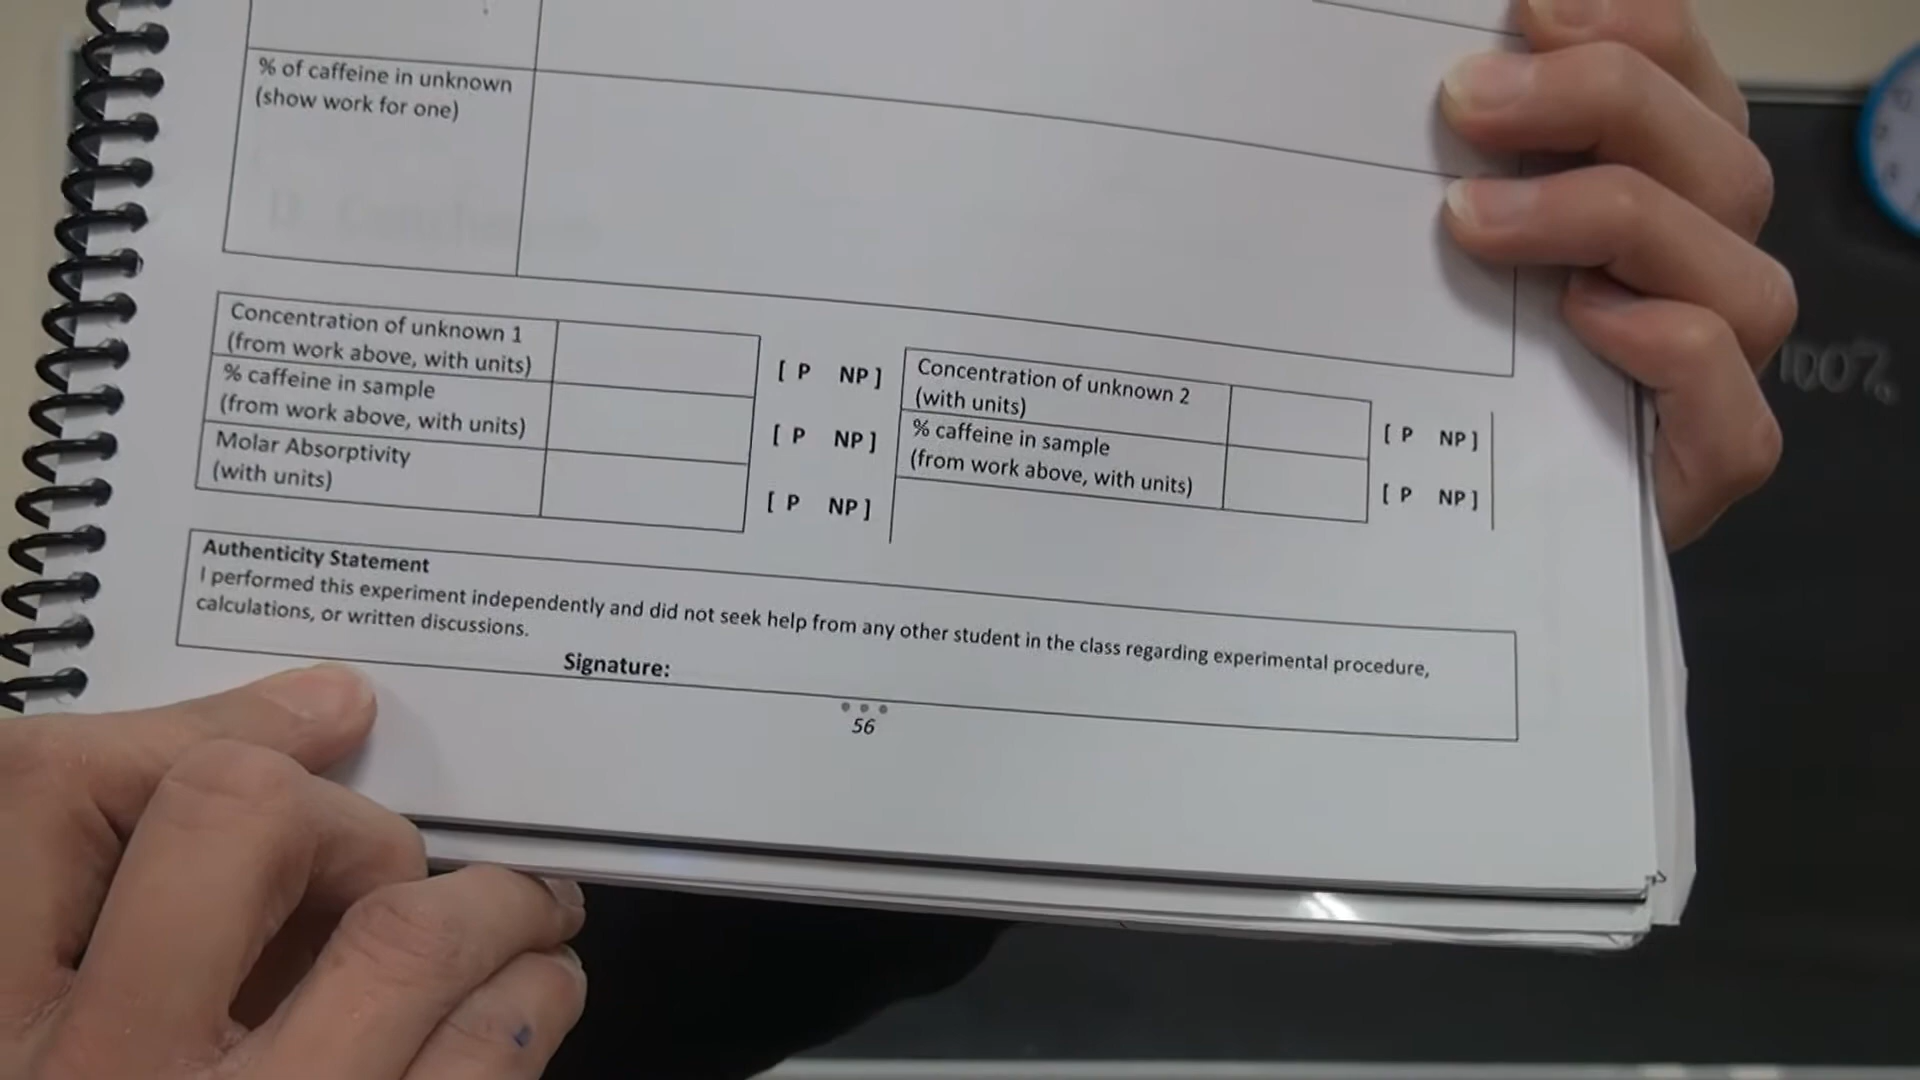 % of caffeine in unknown
(show work for one)
Concentration of unknown 1
(from work above, with units)
[ P NP ]
% caffeine in sample
(from work above, with units)
[ P NP ]
Molar Absorptivity
(with units)
[ P NP ]
Concentration of unknown 2
(with units)
[ P NP ]
% caffeine in sample
(from work above, with units)
[ P NP ]
Authenticity Statement
I performed this experiment independently and did not seek help from any other student in the class regarding experimental procedure,
calculations, or written discussions.
Signature:
56
100%